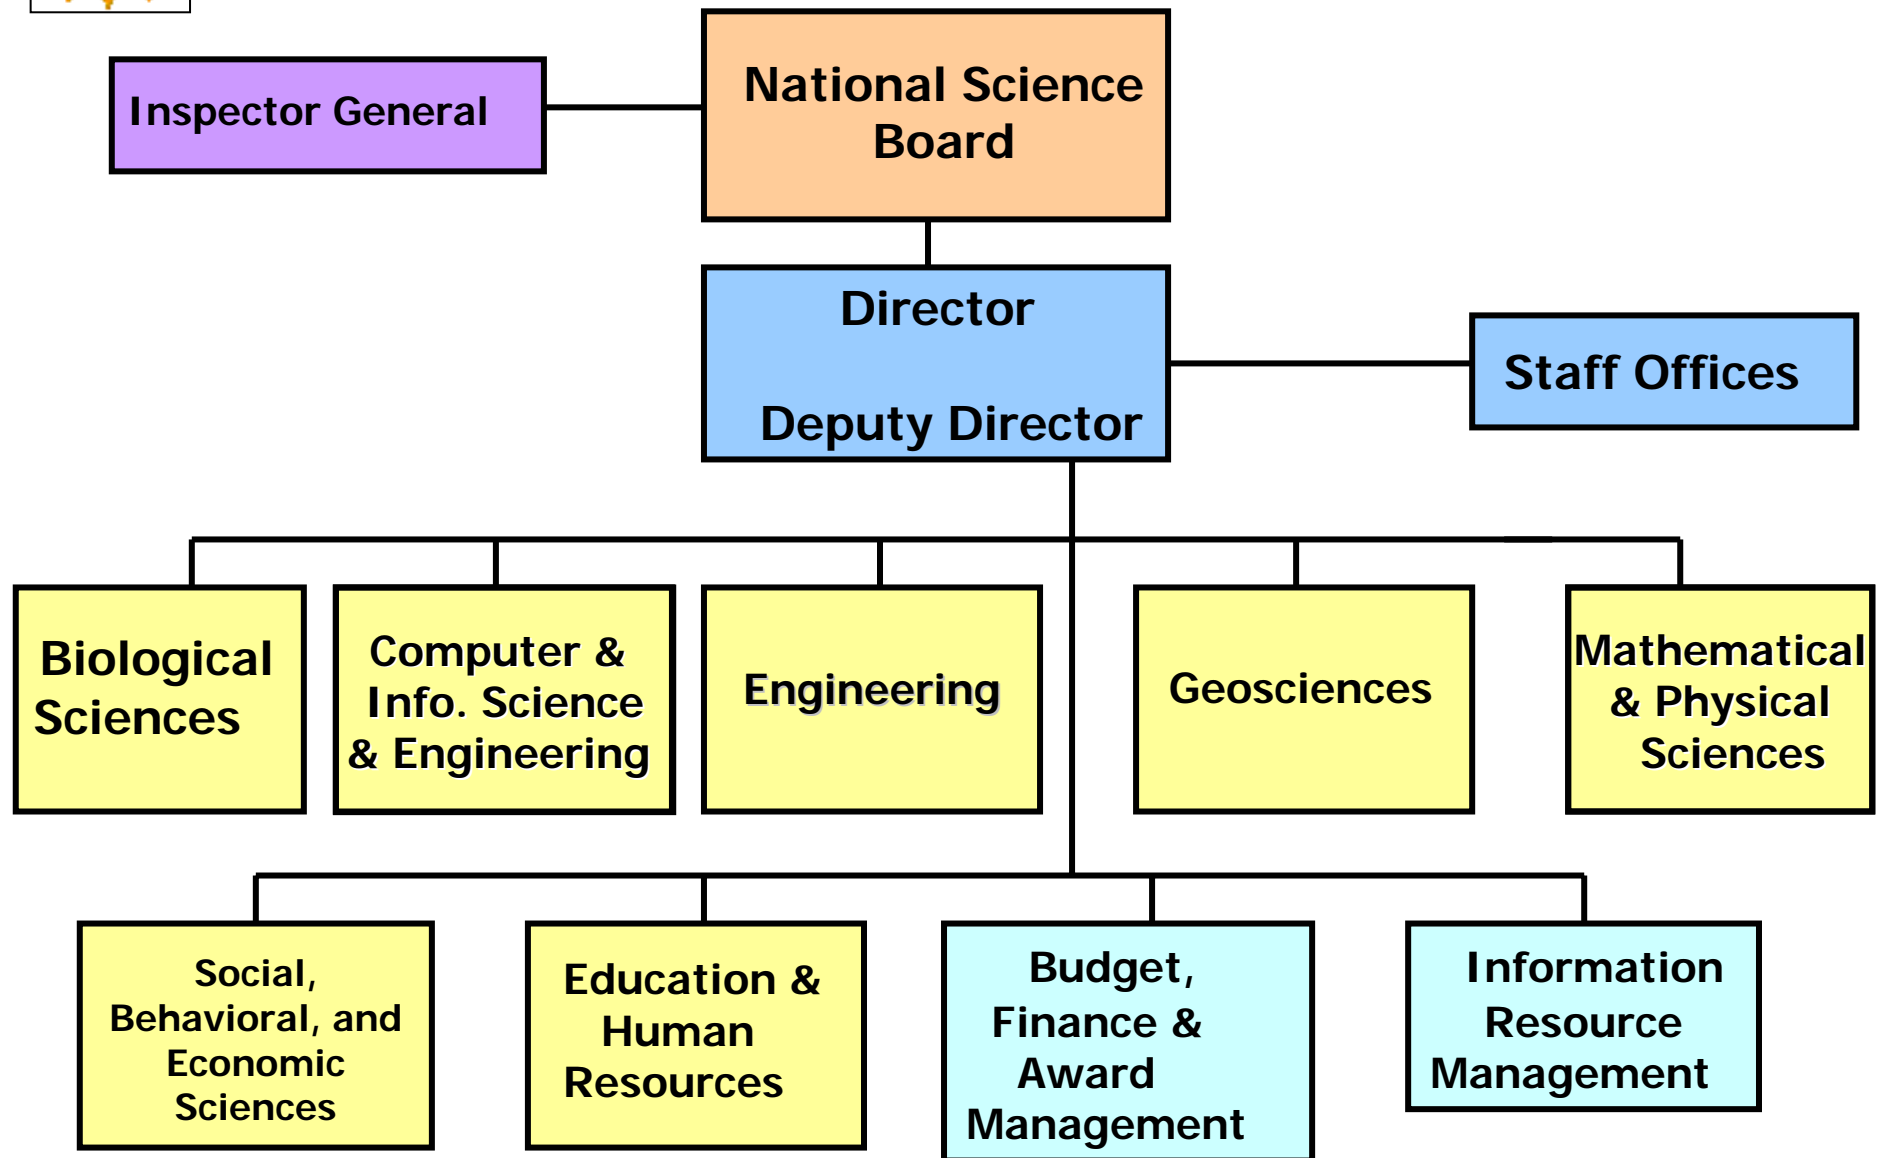 National Science
Board
Inspector General
Director
Deputy Director
Staff Offices
Biological
Sciences
Computer &
Info. Science
& Engineering
Engineering
Geosciences
Mathematical
& Physical
Sciences
Social,
Behavioral, and
Economic
Sciences
Education &
Human
Resources
Budget,
Finance &
Award
Management
Information
Resource
Management